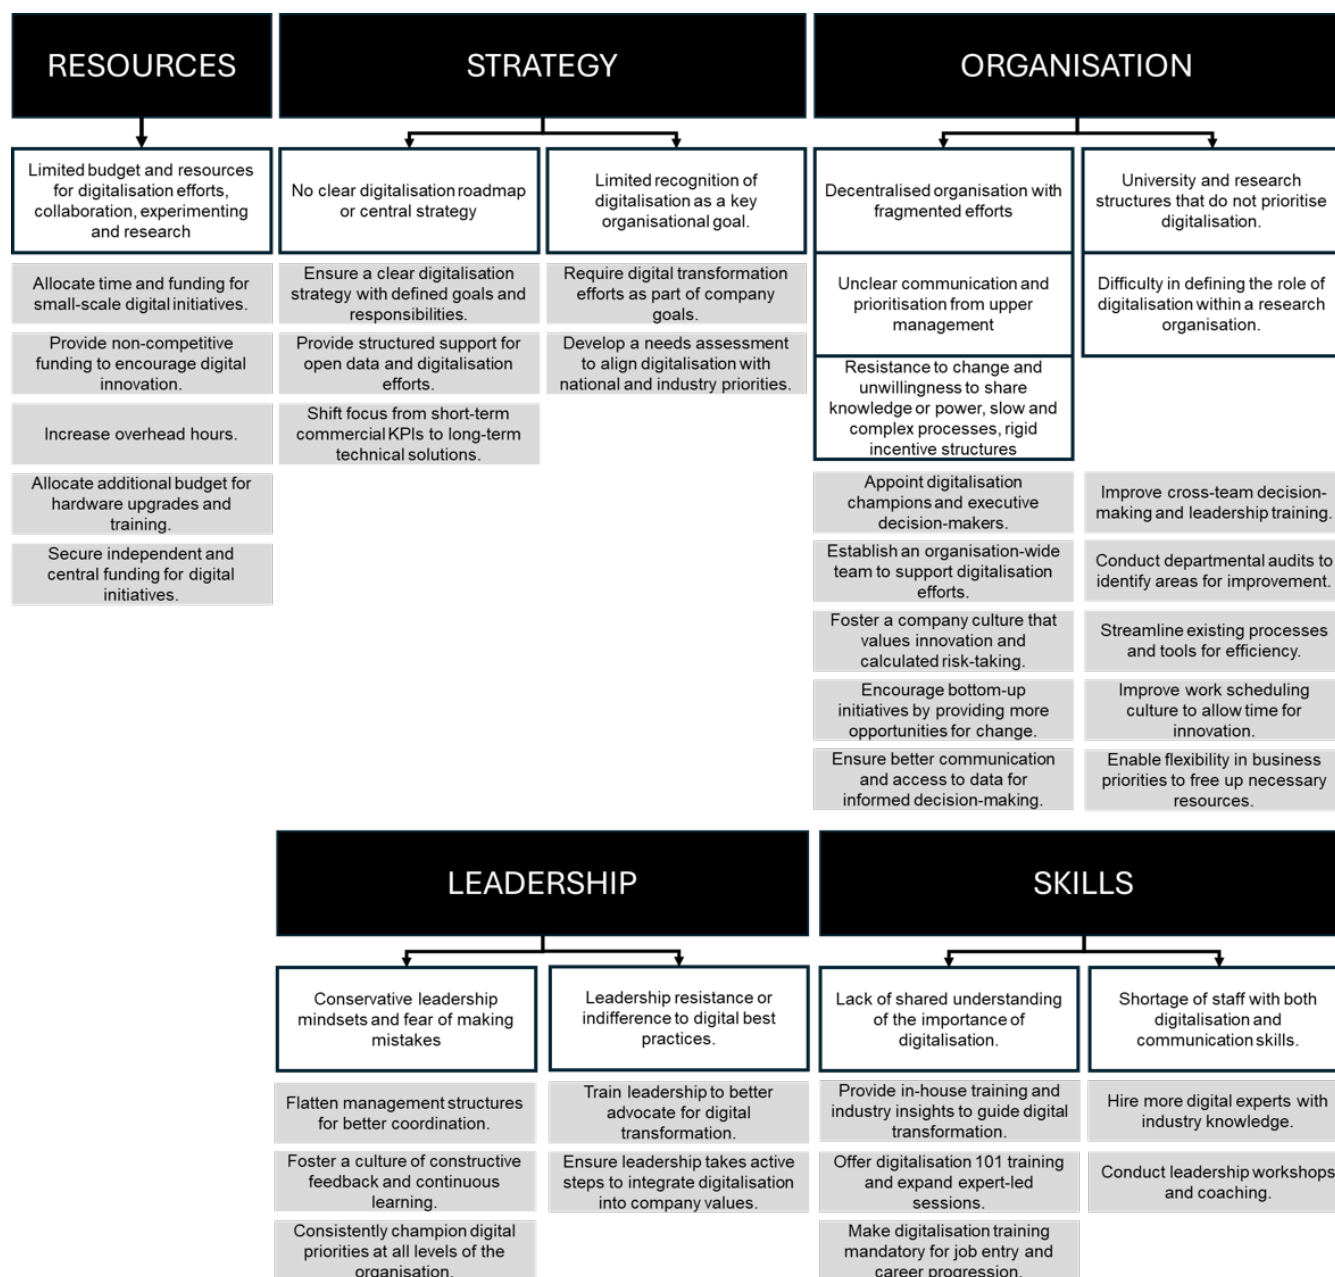 RESOURCES
Limited budget and resources
for digitalisation efforts,
collaboration, experimenting
and research
Allocate time and funding for
small-scale digital initiatives.
Provide non-competitive
funding to encourage digital
innovation.
Increase overhead hours.
Allocate additional budget for
hardware upgrades and
training.
Secure independent and
central funding for digital
initiatives.
STRATEGY
No clear digitalisation roadmap
or central strategy
Ensure a clear digitalisation
strategy with defined goals and
responsibilities.
Provide structured support for
open data and digitalisation
efforts.
Shift focus from short-term
commercial KPIs to long-term
technical solutions.
Limited recognition of
digitalisation as a key
organisational goal.
Require digital transformation
efforts as part of company
goals.
Develop a needs assessment
to align digitalisation with
national and industry priorities.
ORGANISATION
Decentralised organisation with
fragmented efforts
Unclear communication and
prioritisation from upper
management
Resistance to change and
unwillingness to share
knowledge or power, slow and
complex processes, rigid
incentive structures
University and research
structures that do not prioritise
digitalisation.
Difficulty in defining the role of
digitalisation within a research
organisation.
Appoint digitalisation
champions and executive
decision-makers.
Establish an organisation-wide
team to support digitalisation
efforts.
Foster a company culture that
values innovation and
calculated risk-taking.
Encourage bottom-up
initiatives by providing more
opportunities for change.
Ensure better communication
and access to data for
informed decision-making.
Improve cross-team decision-
making and leadership training.
Conduct departmental audits to
identify areas for improvement.
Streamline existing processes
and tools for efficiency.
Improve work scheduling
culture to allow time for
innovation.
Enable flexibility in business
priorities to free up necessary
resources.
LEADERSHIP
Conservative leadership
mindsets and fear of making
mistakes
Flatten management structures
for better coordination.
Foster a culture of constructive
feedback and continuous
learning.
Consistently champion digital
priorities at all levels of the
organisation.
Leadership resistance or
indifference to digital best
practices.
Train leadership to better
advocate for digital
transformation.
Ensure leadership takes active
steps to integrate digitalisation
into company values.
SKILLS
Lack of shared understanding
of the importance of
digitalisation.
Provide in-house training and
industry insights to guide digital
transformation.
Offer digitalisation 101 training
and expand expert-led
sessions.
Make digitalisation training
mandatory for job entry and
career progression.
Shortage of staff with both
digitalisation and
communication skills.
Hire more digital experts with
industry knowledge.
Conduct leadership workshops
and coaching.